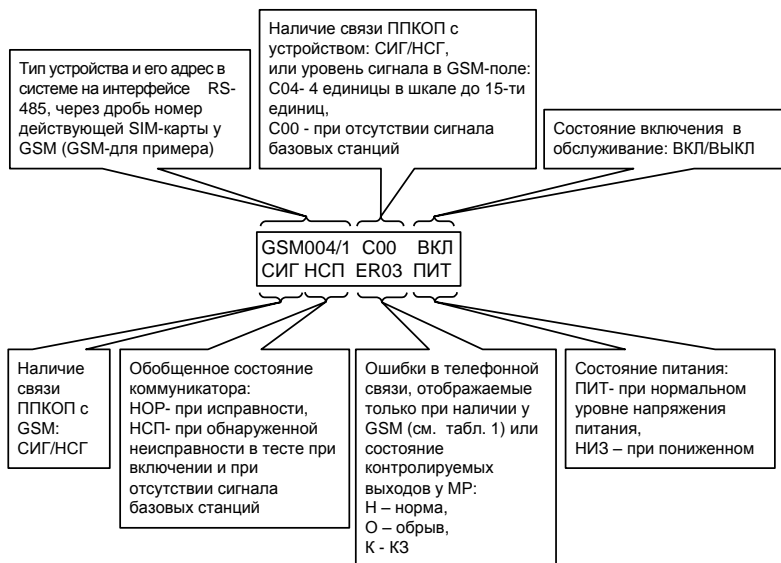 Наличие связи ППКОП с
устройством: СИГ/НСГ,
или уровень сигнала в GSM-поле:
С04- 4 единицы в шкале до 15-ти
единиц,
С00 - при отсутствии сигнала
базовых станций
Тип устройства и его адрес в
системе на интерфейсе RS-
485, через дробь номер
действующей SIM-карты у
GSM (GSM-для примера)
Состояние включения в
обслуживание: ВКЛ/ВЫКЛ
GSM004/1 С00 ВКЛ
СИГ НСП ER03 ПИТ
Наличие
связи
ППКОП с
GSM:
СИГ/НСГ
Обобщенное состояние
коммуникатора:
НОР- при исправности,
НСП- при обнаруженной
неисправности в тесте при
включении и при
отсутствии сигнала
базовых станций
Ошибки в телефонной
связи, отображаемые
только при наличии у
GSM (см. табл. 1) или
состояние
контролируемых
выходов у МР:
Н – норма,
О – обрыв,
К - КЗ
Состояние питания:
ПИТ- при нормальном
уровне напряжения
питания,
НИЗ – при пониженном